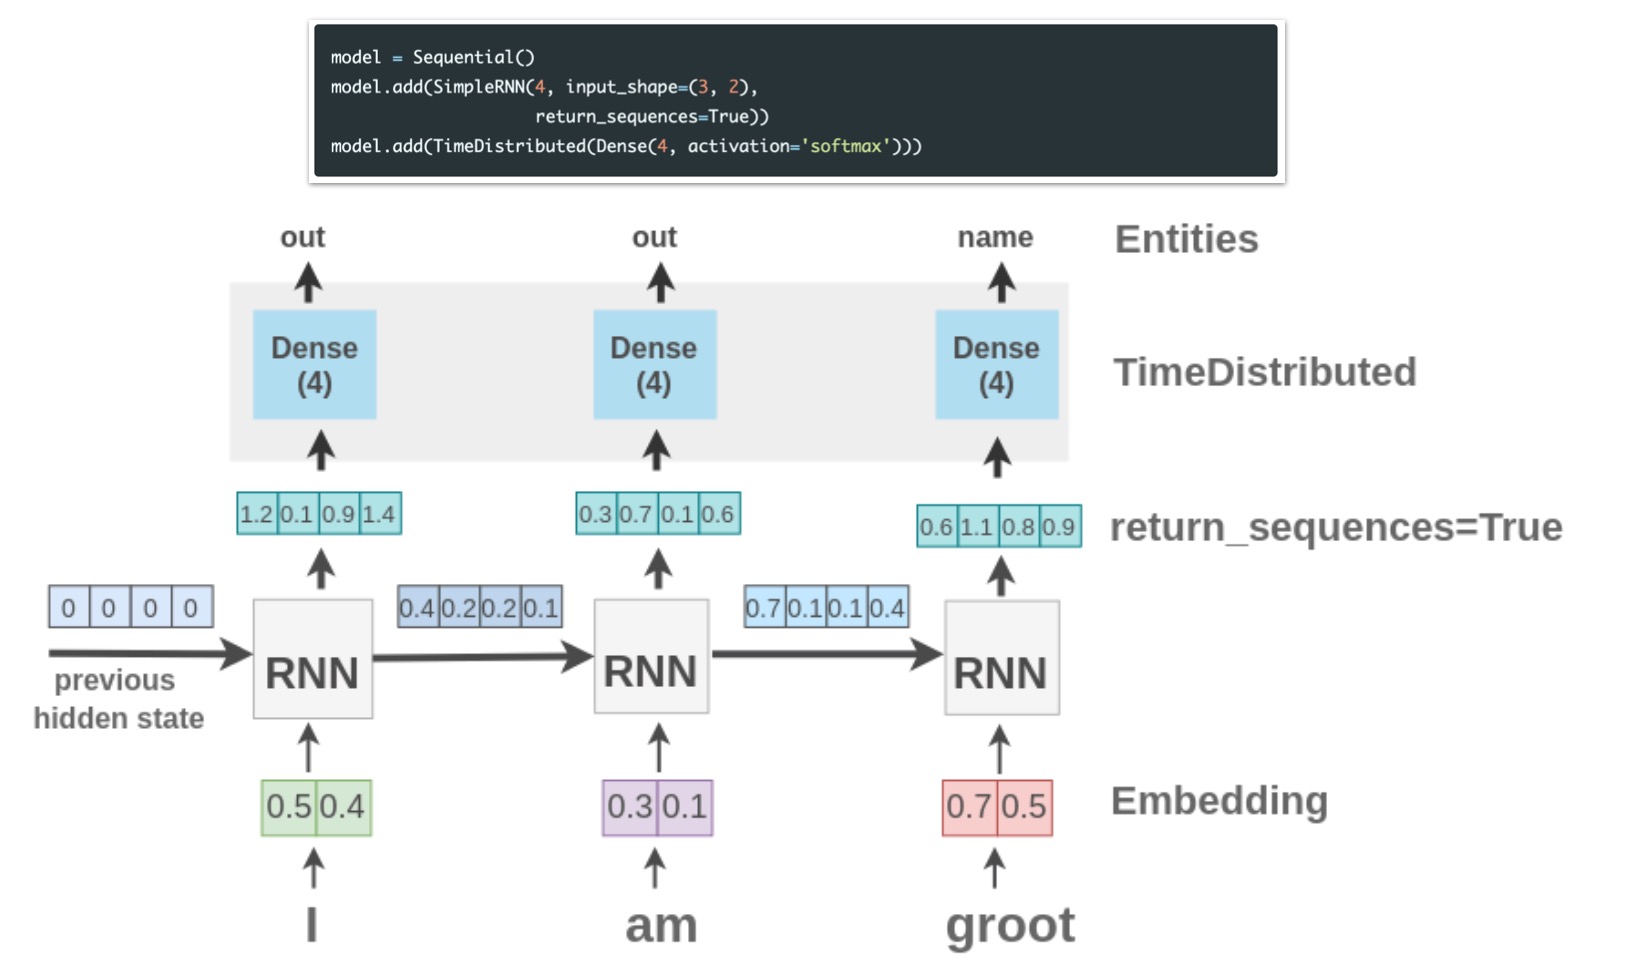 model = Sequential()
model.add(SimpleRNN(4, input_shape=(3, 2),
return_sequences=True))
model.add(TimeDistributed(Dense(4, activation='softmax')))
out out name Entities
Dense Dense Dense
(4) (4) (4)
TimeDistributed
1.2 0.1 0.9 1.4 0.3 0.7 0.1 0.6 0.6 1.1 0.8 0.9 return_sequences=True
0 0 0 0 0.4 0.2 0.2 0.1 0.7 0.1 0.1 0.4
RNN RNN RNN
previous
hidden state
0.5 0.4 0.3 0.1 0.7 0.5 Embedding
I am groot